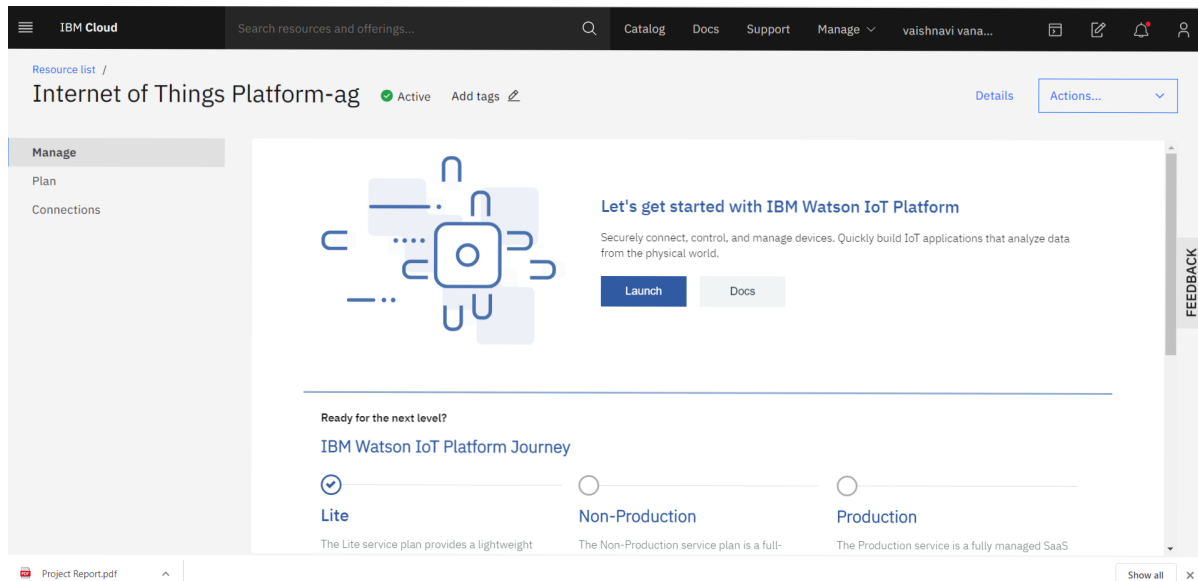 IBM Cloud
Search resources and offerings...
Catalog
Docs
Support
Manage
vaishnavi vana...
Resource list /
Internet of Things Platform-ag
Active
Add tags
Details
Actions...
Manage
Plan
Connections
Let's get started with IBM Watson IoT Platform
Securely connect, control, and manage devices. Quickly build IoT applications that analyze data
from the physical world.
Launch
Docs
FEEDBACK
Ready for the next level?
IBM Watson IoT Platform Journey
Lite
The Lite service plan provides a lightweight
Non-Production
The Non-Production service plan is a full-
Production
The Production service is a fully managed SaaS
Project Report.pdf
Show all